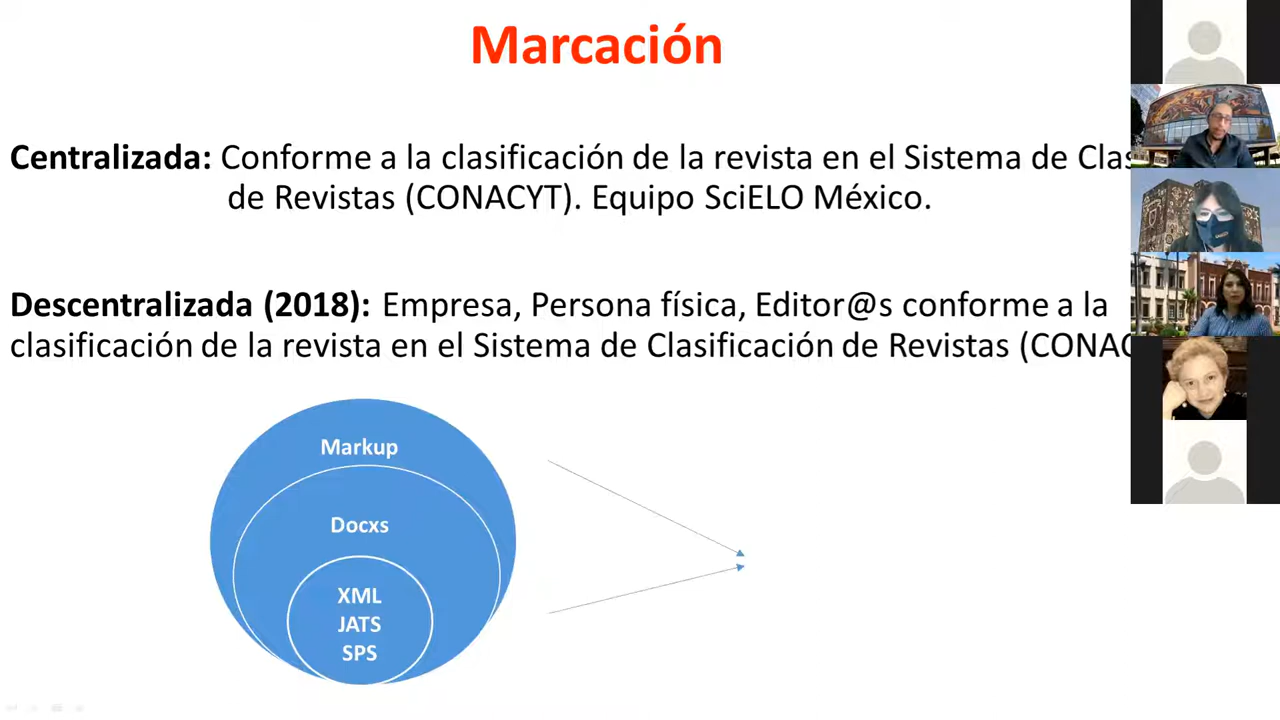 Marcación
Centralizada: Conforme a la clasificación de la revista en el Sistema de
de Revistas (CONACYT). Equipo SciELO México.
Descentralizada (2018): Empresa, Persona física, Editor@s conforme a la
clasificación de la revista en el Sistema de Clasificación de Revistas
Markup
Docxs
XML
JATS
SPS